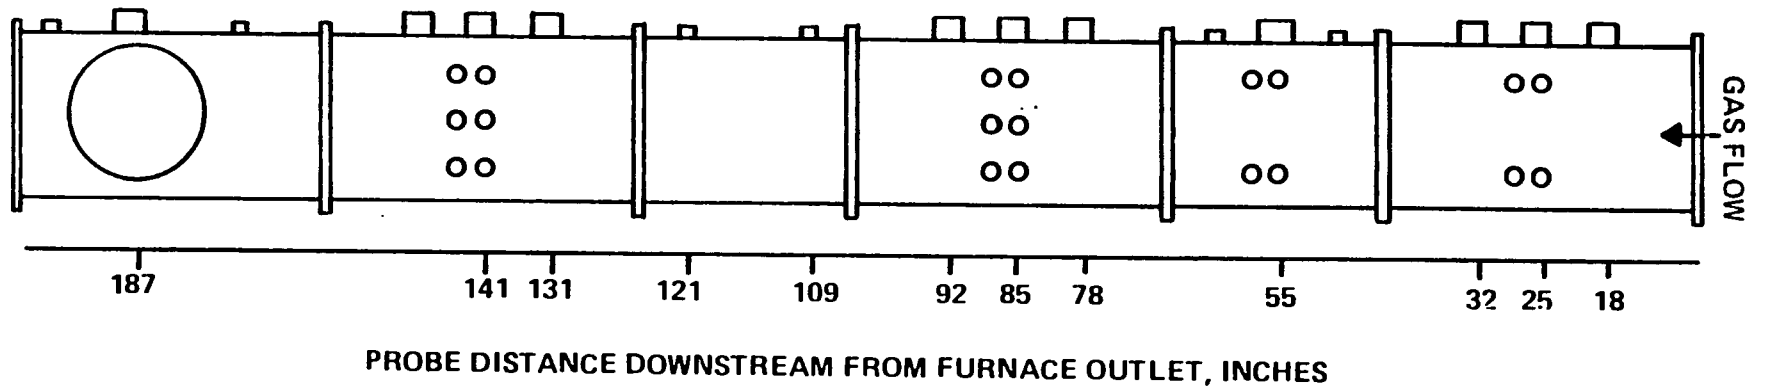 GAS FLOW
187 141 131 121 109 92 85 78 55 32 25 18
PROBE DISTANCE DOWNSTREAM FROM FURNACE OUTLET, INCHES